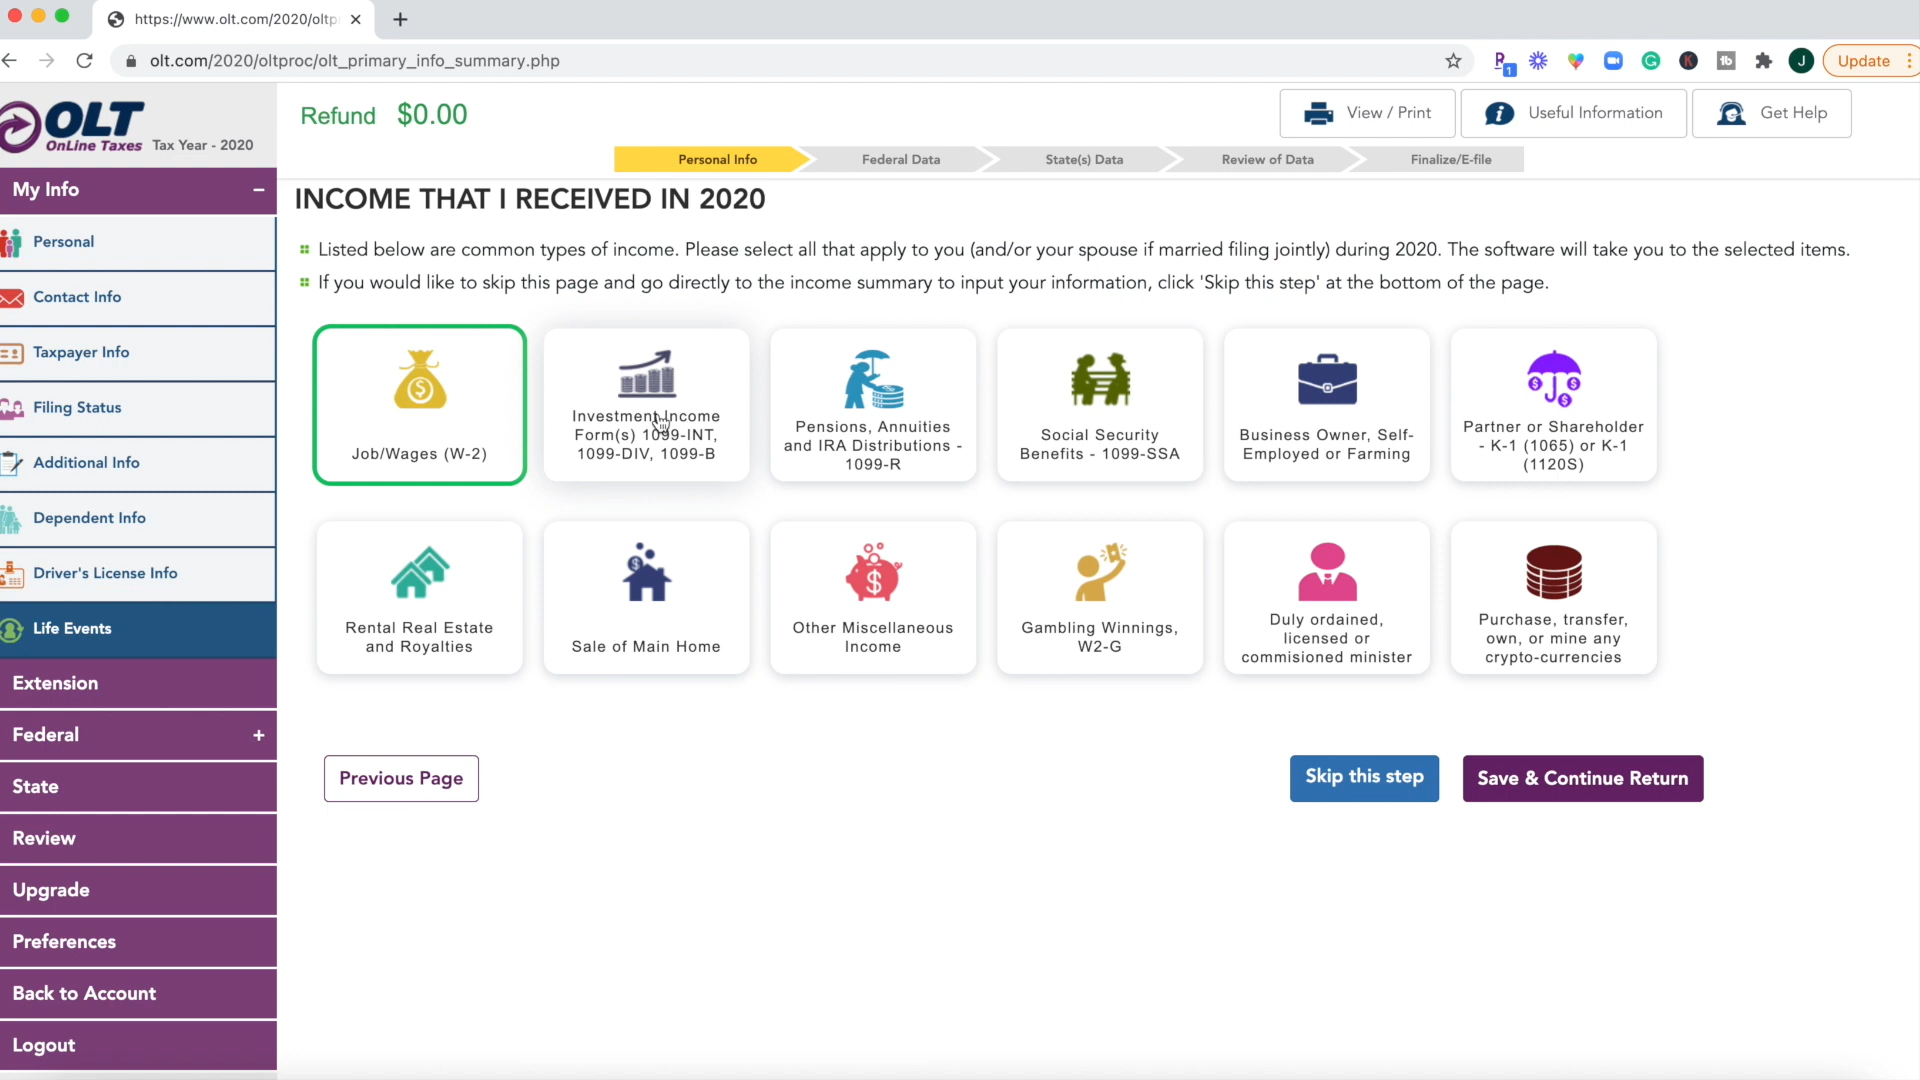 https://www.olt.com/2020/oltp
olt.com/2020/oltproc/olt_primary_info_summary.php
1
J
Update
OLT
OnLine Taxes
Tax Year - 2020
Refund $0.00
View / Print
Useful Information
Get Help
Personal Info
Federal Data
State(s) Data
Review of Data
Finalize/E-file
My Info
Personal
Contact Info
Taxpayer Info
Filing Status
Additional Info
Dependent Info
Driver's License Info
Life Events
Extension
Federal
State
Review
Upgrade
Preferences
Back to Account
Logout
INCOME THAT I RECEIVED IN 2020
Listed below are common types of income. Please select all that apply to you (and/or your spouse if married filing jointly) during 2020. The software will take you to the selected items.
If you would like to skip this page and go directly to the income summary to input your information, click 'Skip this step' at the bottom of the page.
Job/Wages (W-2)
Investment Income
Form(s) 1099-INT,
1099-DIV, 1099-B
Pensions, Annuities
and IRA Distributions -
1099-R
Social Security
Benefits - 1099-SSA
Business Owner, Self-
Employed or Farming
Partner or Shareholder
- K-1 (1065) or K-1
(1120S)
Rental Real Estate
and Royalties
Sale of Main Home
Other Miscellaneous
Income
Gambling Winnings,
W2-G
Duly ordained,
licensed or
commisioned minister
Purchase, transfer,
own, or mine any
crypto-currencies
Previous Page
Skip this step
Save & Continue Return